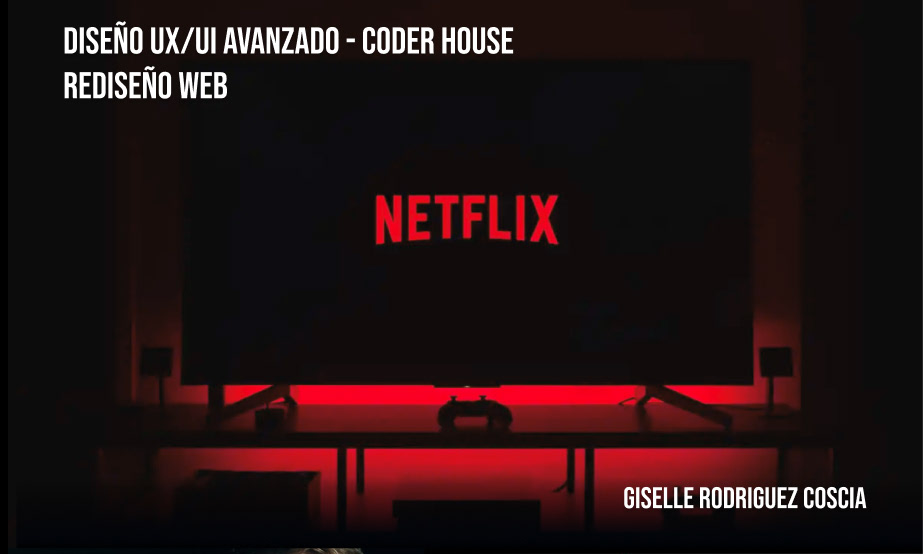 DISEÑO UX/UI AVANZADO - CODER HOUSE
REDISEÑO WEB
NETFLIX
GISELLE RODRIGUEZ COSCIA